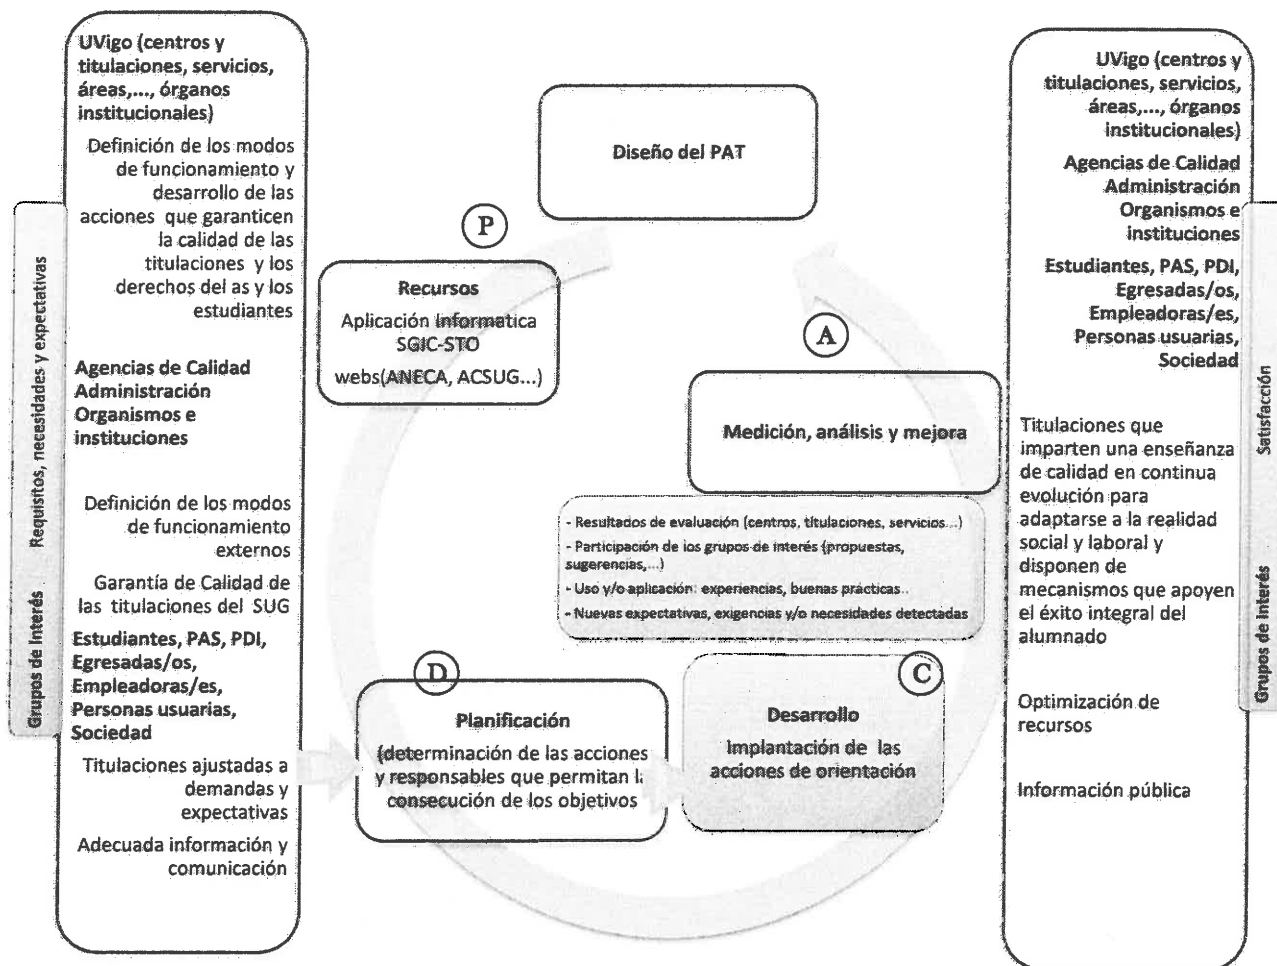 Grupos de Interés   Requisitos, necesidades y expectativas
UVigo (centros y
titulaciones, servicios,
áreas,..., órganos
institucionales)
Definición de los modos
de funcionamiento y
desarrollo de las
acciones que garanticen
la calidad de las
titulaciones y los
derechos del as y los
estudiantes
Agencias de Calidad
Administración
Organismos e
instituciones
Definición de los modos
de funcionamiento
externos
Garantía de Calidad de
las titulaciones del SUG
Estudiantes, PAS, PDI,
Egresadas/os,
Empleadoras/es,
Personas usuarias,
Sociedad
Titulaciones ajustadas a
demandas y
expectativas
Adecuada información y
comunicación
Diseño del PAT
P
Recursos
Aplicación Informatica
SGIC-STO
webs(ANECA, ACSUG...)
A
Medición, análisis y mejora
- Resultados de evaluación (centros, titulaciones, servicios...)
- Participación de los grupos de interés (propuestas,
sugerencias,...)
- Uso y/o aplicación: experiencias, buenas prácticas..
- Nuevas expectativas, exigencias y/o necesidades detectadas
D
Planificación
(determinación de las acciones
y responsables que permitan l
consecución de los objetivos
C
Desarrollo
Implantación de las
acciones de orientación
UVigo (centros y
titulaciones, servicios,
áreas,..., órganos
institucionales)
Agencias de Calidad
Administración
Organismos e
instituciones
Estudiantes, PAS, PDI,
Egresadas/os,
Empleadoras/es,
Personas usuarias,
Sociedad
Titulaciones que
imparten una enseñanza
de calidad en continua
evolución para
adaptarse a la realidad
social y laboral y
disponen de
mecanismos que apoyen
el éxito integral del
alumnado
Optimización de
recursos
Información pública
Grupos de interés   Satisfacción